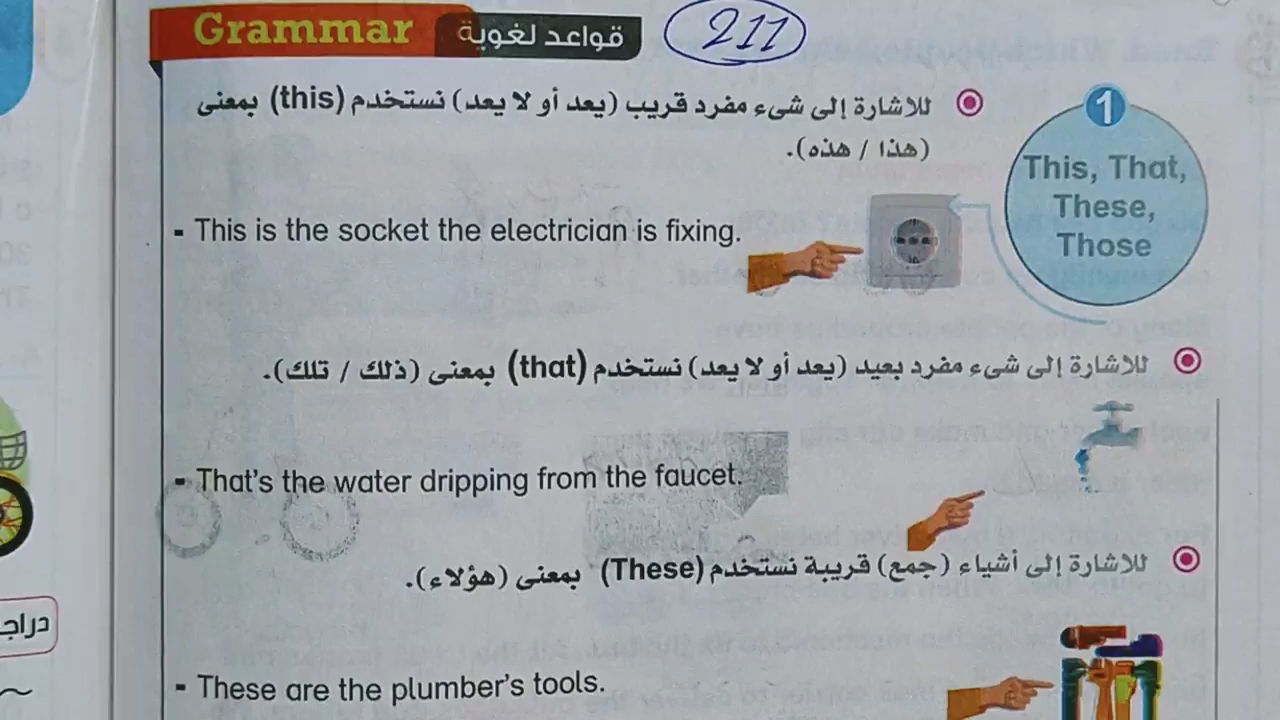 Grammar قواعد لغوية
211
1
This, That,
These,
Those
للاشارة إلى شىء مفرد قريب (يعد أو لا يعد) نستخدم (this) بمعنى
(هذا / هذه).
- This is the socket the electrician is fixing.
للاشارة إلى شىء مفرد بعيد (يعد أو لا يعد) نستخدم (that) بمعنى (ذلك / تلك).
- That's the water dripping from the faucet.
للاشارة إلى أشياء (جمع) قريبة نستخدم (These) بمعنى (هؤلاء).
- These are the plumber's tools.